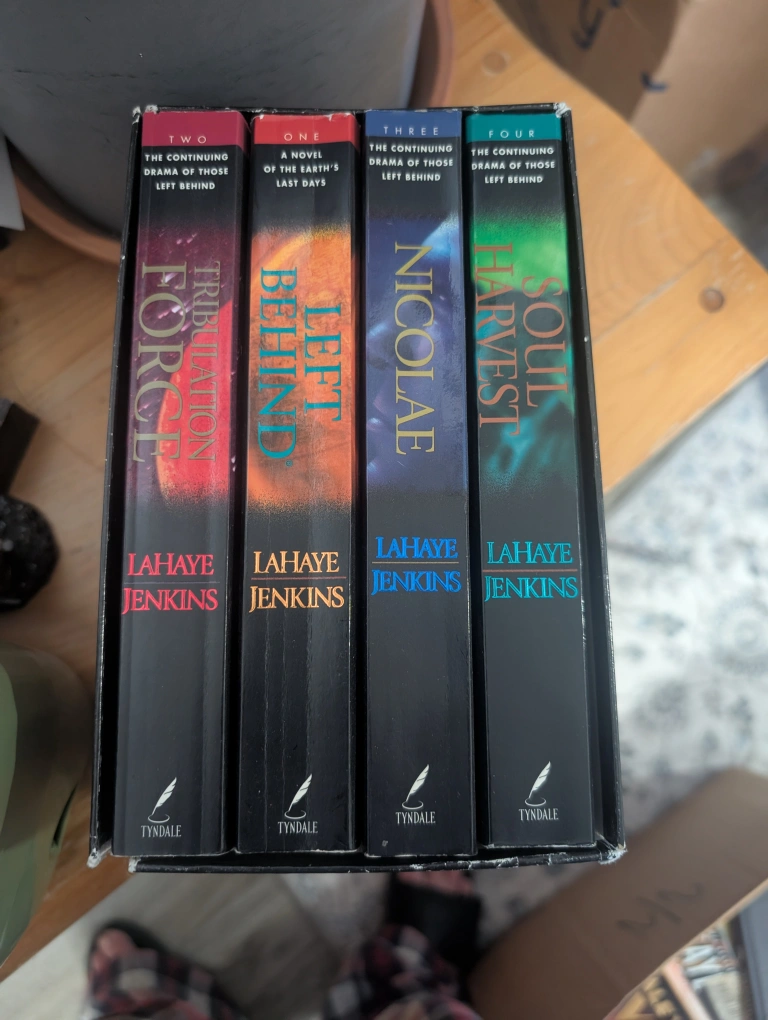 TWO
THE CONTINUING
DRAMA OF THOSE
LEFT BEHIND
TRIBULATION
FORCE
LAHAYE
JENKINS
TYNDALE
ONE
A NOVEL
OF THE EARTH'S
LAST DAYS
LEFT
BEHIND
LAHAYE
JENKINS
TYNDALE
THREE
THE CONTINUING
DRAMA OF THOSE
LEFT BEHIND
NICOLAE
LAHAYE
JENKINS
TYNDALE
FOUR
THE CONTINUING
DRAMA OF THOSE
LEFT BEHIND
SOUL
HARVEST
LAHAYE
JENKINS
TYNDALE